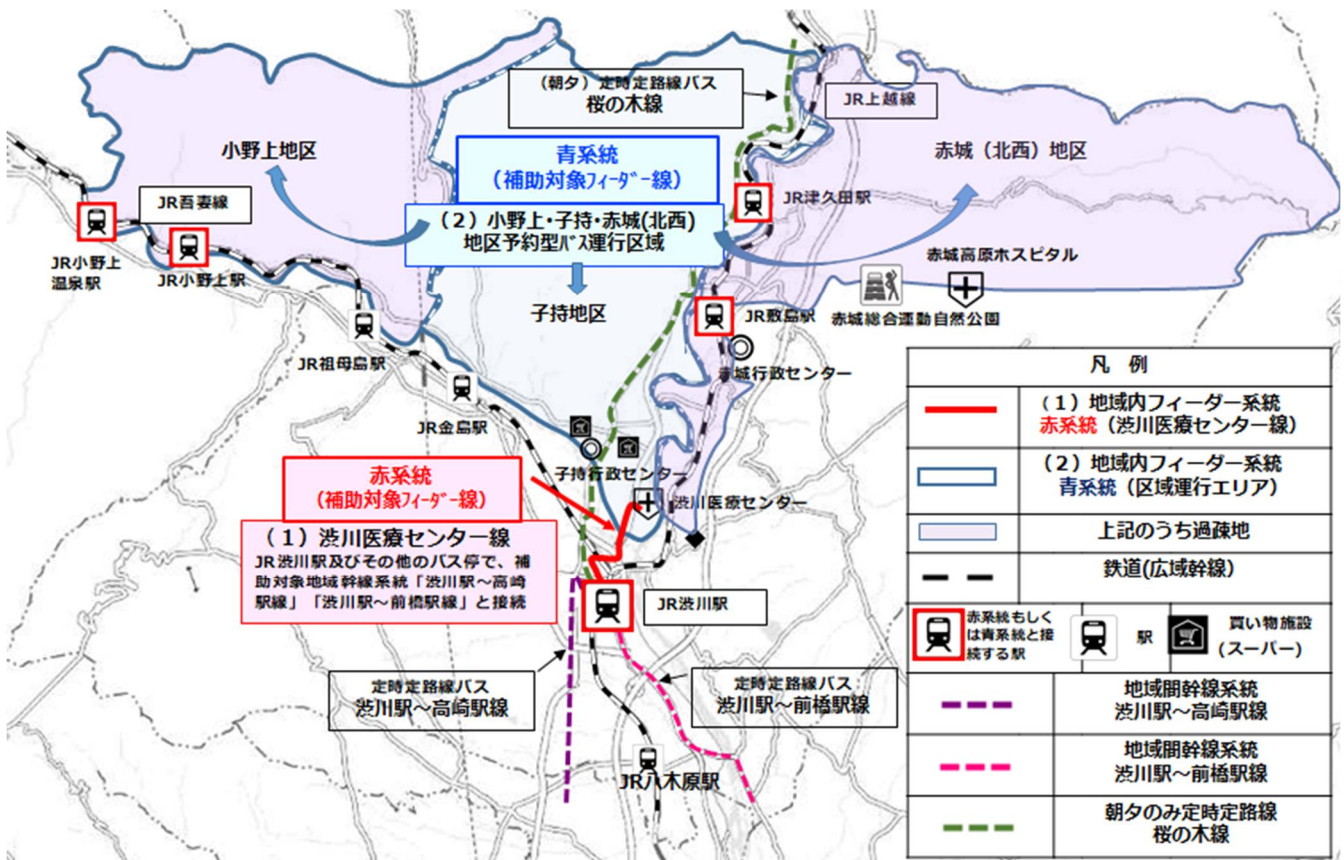 (朝夕) 定時定路線バス
桜の木線
JR上越線
小野上地区
青系統
(補助対象ﾌｨｰﾀﾞｰ線)
赤城（北西）地区
JR吾妻線
JR津久田駅
(２) 小野上・子持・赤城(北西)
地区予約型ﾊﾞｽ運行区域
JR小野上
温泉駅
JR小野上駅
赤城高原ホスピタル
子持地区
JR敷島駅
赤城総合運動自然公園
JR祖母島駅
赤城行政センター
JR金島駅
子持行政センター
赤系統
(補助対象ﾌｨｰﾀﾞｰ線)
渋川医療センター
(１) 渋川医療センター線
JR渋川駅及びその他のバス停で、補
助対象地域幹線系統「渋川駅～高崎
駅線」「渋川駅～前橋駅線」と接続
JR渋川駅
定時定路線バス
渋川駅～高崎駅線
定時定路線バス
渋川駅～前橋駅線
JR八木原駅
凡 例
(１) 地域内フィーダー系統
赤系統（渋川医療センター線）
(２) 地域内フィーダー系統
青系統（区域運行エリア）
上記のうち過疎地
鉄道(広域幹線)
赤系統もしく
は青系統と接
続する駅
駅
買い物施設
(スーパー)
地域間幹線系統
渋川駅～高崎駅線
地域間幹線系統
渋川駅～前橋駅線
朝夕のみ定時定路線
桜の木線